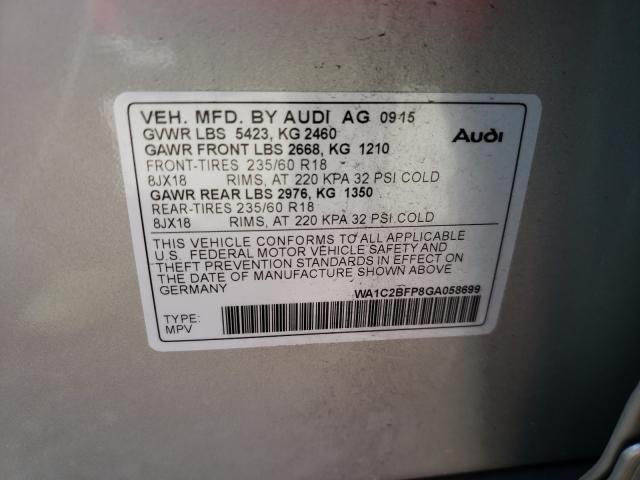 VEH. MFD. BY AUDI AG 0915
GVWR LBS 5423, KG 2460
Audi
GAWR FRONT LBS 2668, KG 1210
FRONT-TIRES 235/60 R18
8JX18 RIMS, AT 220 KPA 32 PSI COLD
GAWR REAR LBS 2976, KG 1350
REAR-TIRES 235/60 R18
8JX18 RIMS, AT 220 KPA 32 PSI COLD
THIS VEHICLE CONFORMS TO ALL APPLICABLE
U.S. FEDERAL MOTOR VEHICLE SAFETY AND
THEFT PREVENTION STANDARDS IN EFFECT ON
THE DATE OF MANUFACTURE SHOWN ABOVE
GERMANY
WA1C2BFP8GA058699
TYPE:
MPV